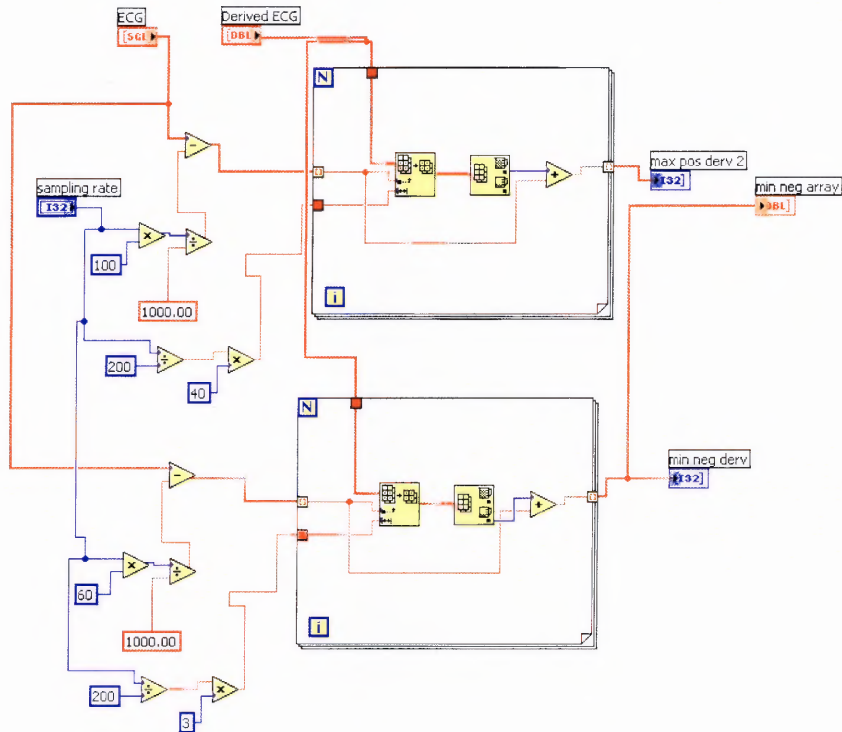 ECG
Derived ECG
[SGL
[DBL
N
max pos derv 2
I32]
min neg array
DBL]
sampling rate
I32
-
+
×
÷
100
1000.00
i
÷
×
200
40
N
-
min neg derv
I32]
+
×
÷
60
1000.00
i
÷
×
200
3